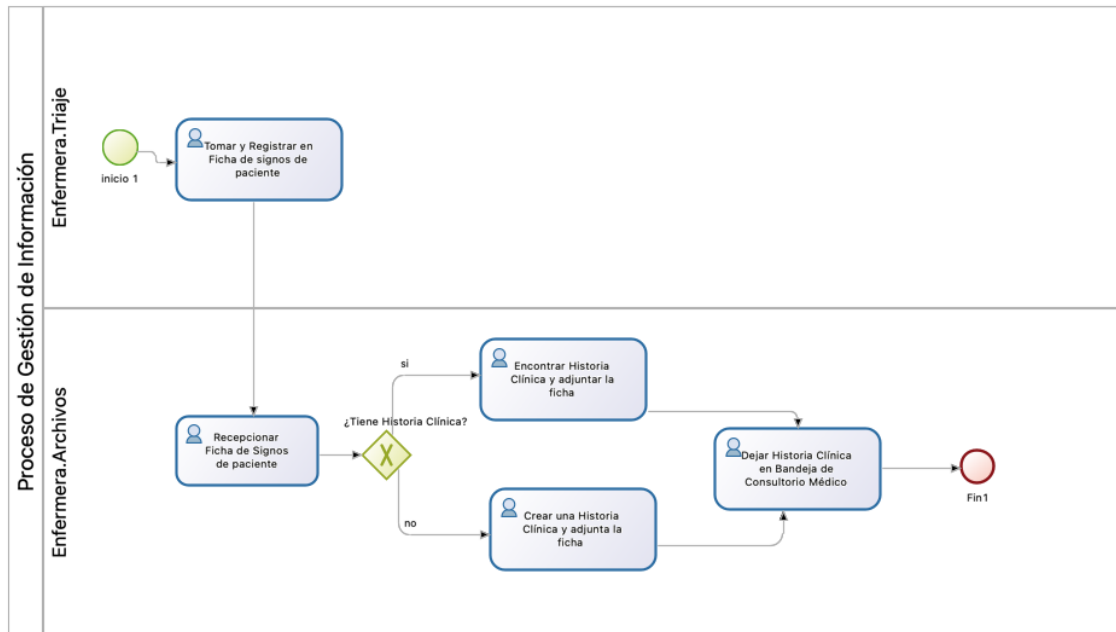 Proceso de Gestión de Información
Enfermera.Triaje
inicio 1
Tomar y Registrar en
Ficha de signos de
paciente
Enfermera.Archivos
Recepcionar
Ficha de Signos
de paciente
¿Tiene Historia Clínica?
si
Encontrar Historia
Clínica y adjuntar la
ficha
no
Crear una Historia
Clínica y adjunta la
ficha
Dejar Historia Clínica
en Bandeja de
Consultorio Médico
Fin1